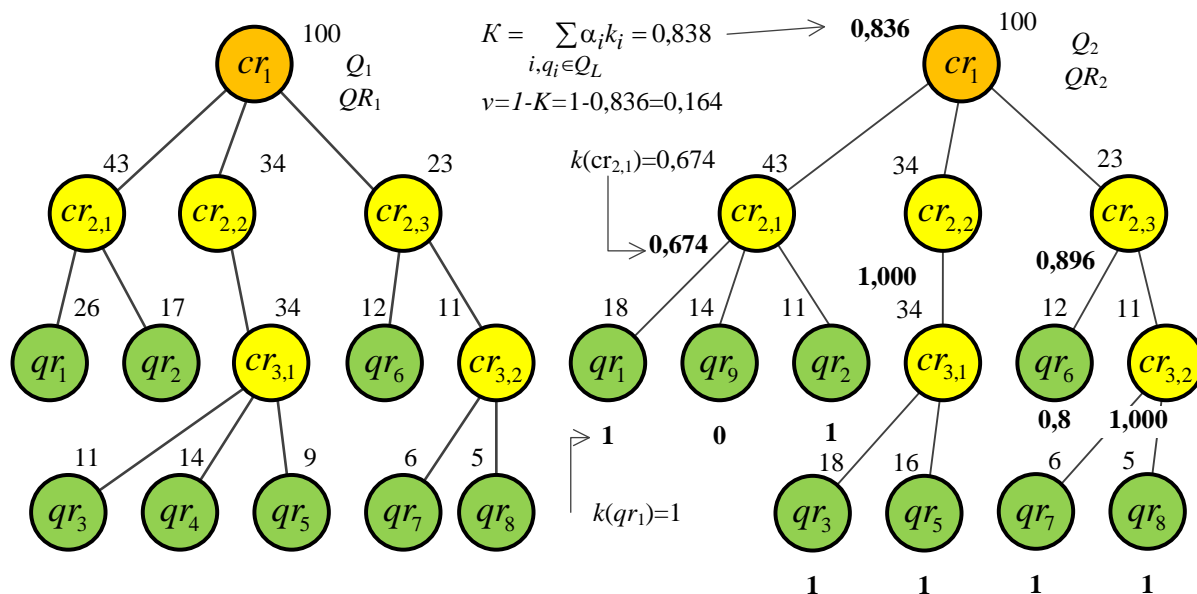 100
cr1
Q1
QR1
43
34
23
cr2,1
cr2,2
cr2,3
26
17
34
12
11
qr1
qr2
cr3,1
qr6
cr3,2
11
14
9
6
5
qr3
qr4
qr5
qr7
qr8
K = ∑ αiki = 0,838
i,qi∈QL
v=1-K=1-0,836=0,164
k(cr2,1)=0,674
k(qr1)=1
0,836
100
cr1
Q2
QR2
43
34
23
cr2,1
cr2,2
cr2,3
0,674
1,000
0,896
18
14
11
34
12
11
qr1
qr9
qr2
cr3,1
qr6
cr3,2
1
0
1
0,8
1,000
18
16
6
5
qr3
qr5
qr7
qr8
1
1
1
1